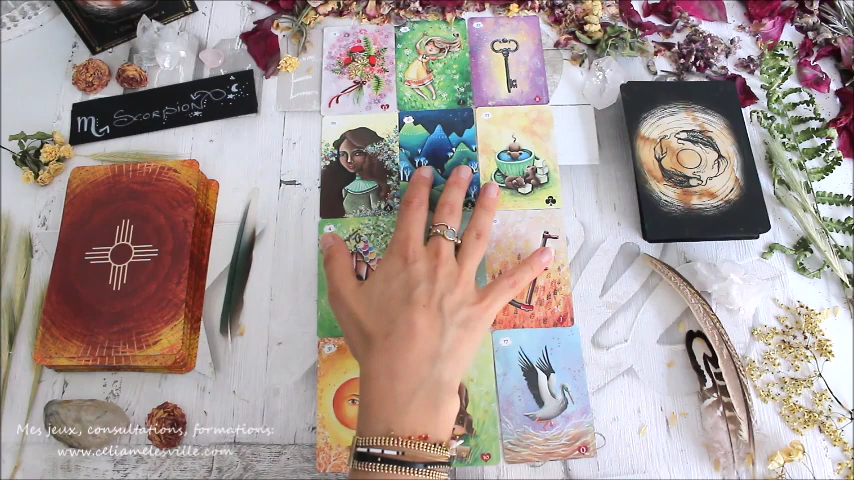 ♏ Scorpion
Mes jeux, consultations, formations:
www.celiamelesville.com